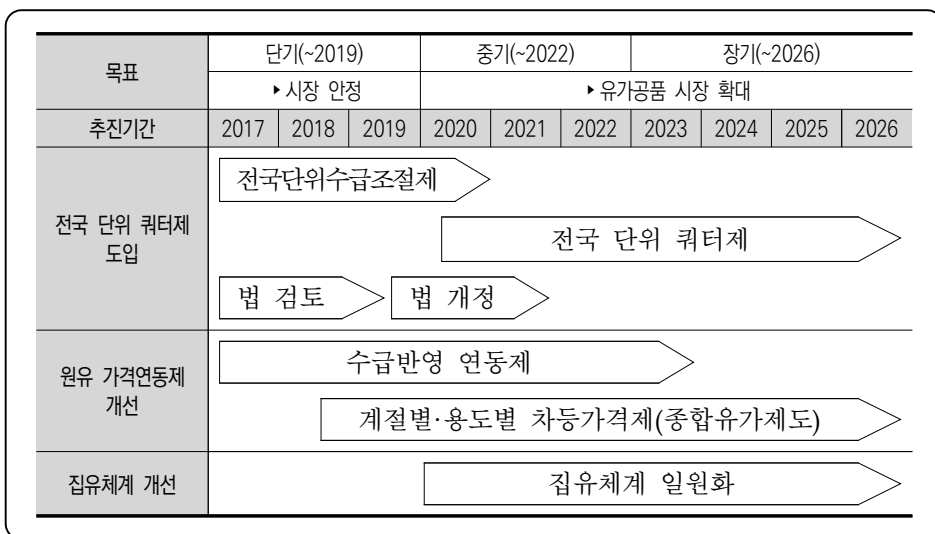 목표
단기(~2019) 중기(~2022) 장기(~2026)
▸시장 안정 ▸유가공품 시장 확대
추진기간 2017 2018 2019 2020 2021 2022 2023 2024 2025 2026
전국 단위 쿼터제
도입
전국단위수급조절제
전국 단위 쿼터제
법 검토 법 개정
원유 가격연동제
개선
수급반영 연동제
계절별·용도별 차등가격제(종합유가제도)
집유체계 개선 집유체계 일원화